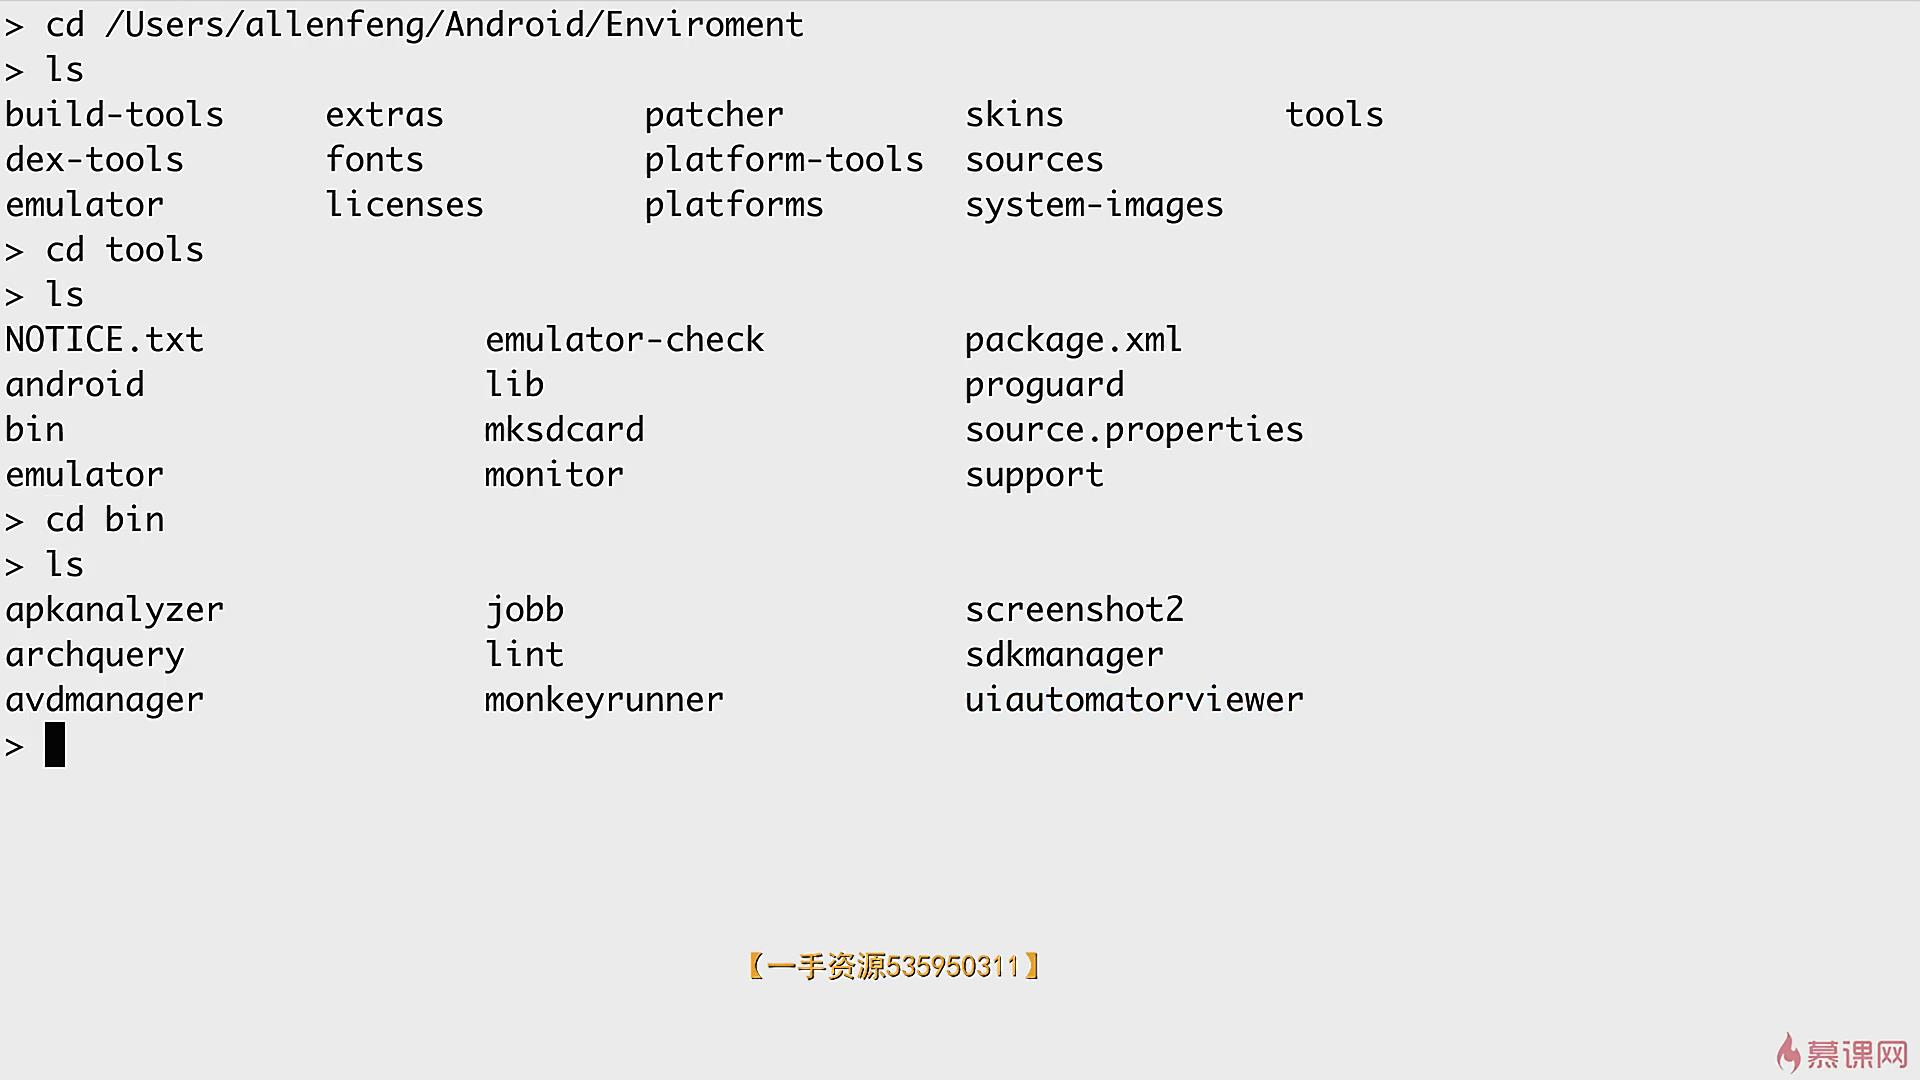 > cd /Users/allenfeng/Android/Enviroment
> ls
build-tools extras patcher skins tools
dex-tools fonts platform-tools sources
emulator licenses platforms system-images
> cd tools
> ls
NOTICE.txt emulator-check package.xml
android lib proguard
bin mksdcard source.properties
emulator monitor support
> cd bin
> ls
apkanalyzer jobb screenshot2
archquery lint sdkmanager
avdmanager monkeyrunner uiautomatorviewer
>
【一手资源535950311】
慕课网